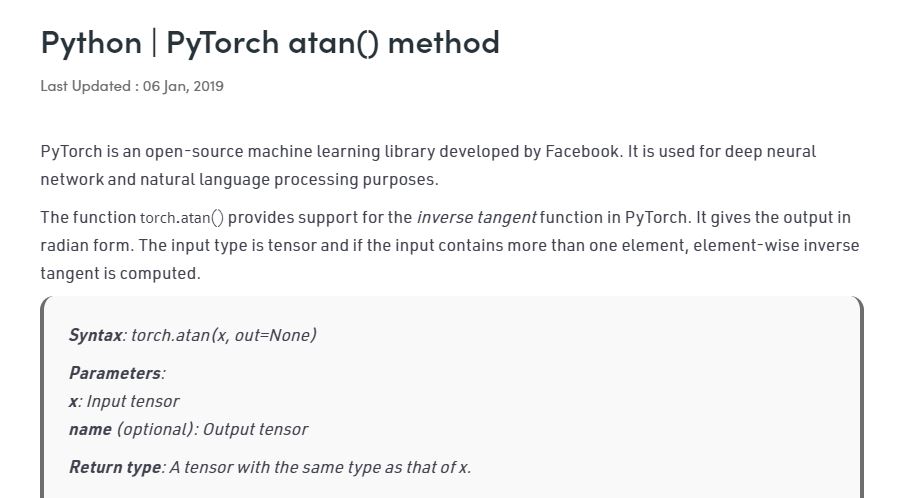 Python | PyTorch atan() method
Last Updated : 06 Jan, 2019
PyTorch is an open-source machine learning library developed by Facebook. It is used for deep neural
network and natural language processing purposes.
The function torch.atan() provides support for the inverse tangent function in PyTorch. It gives the output in
radian form. The input type is tensor and if the input contains more than one element, element-wise inverse
tangent is computed.
Syntax: torch.atan(x, out=None)
Parameters:
x: Input tensor
name (optional): Output tensor
Return type: A tensor with the same type as that of x.